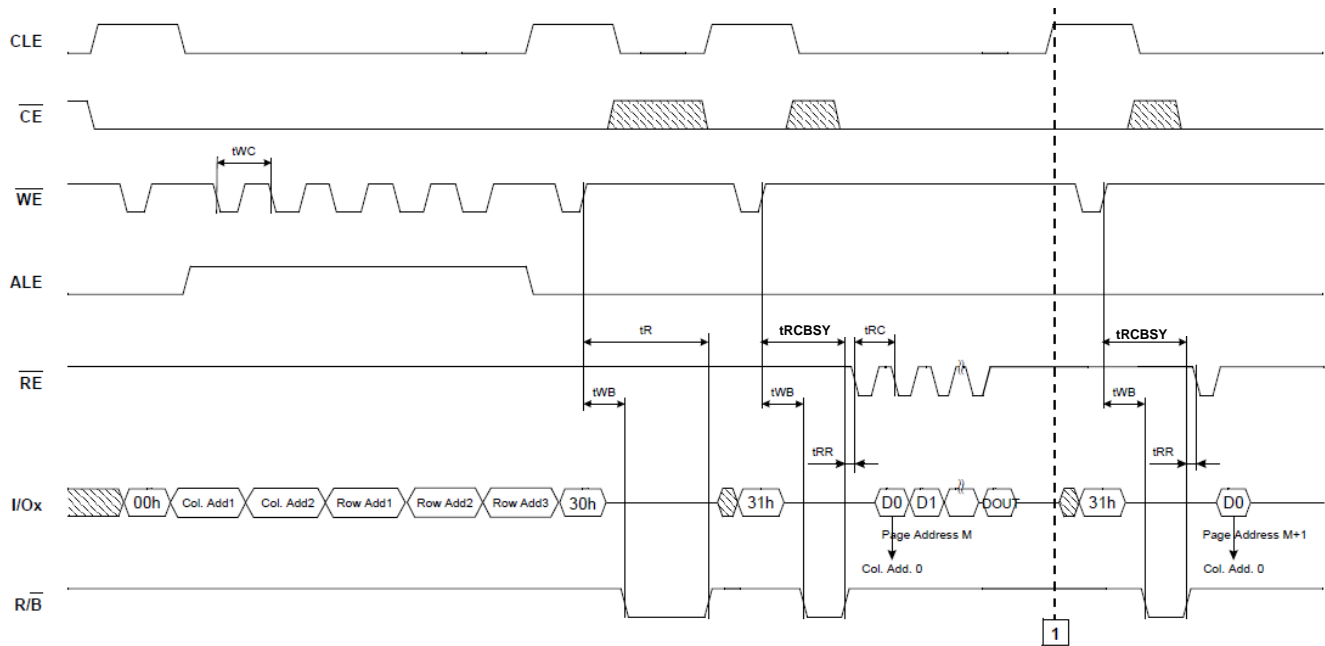 CLE
CE
tWC
WE
ALE
tR
tRCBSY
tRC
tRCBSY
RE
tWB
tWB
tWB
tRR
tRR
I/Ox
00h
Col. Add1
Col. Add2
Row Add1
Row Add2
Row Add3
30h
31h
D0
D1
DOUT
31h
D0
Page Address M
Page Address M+1
Col. Add. 0
Col. Add. 0
R/B
1